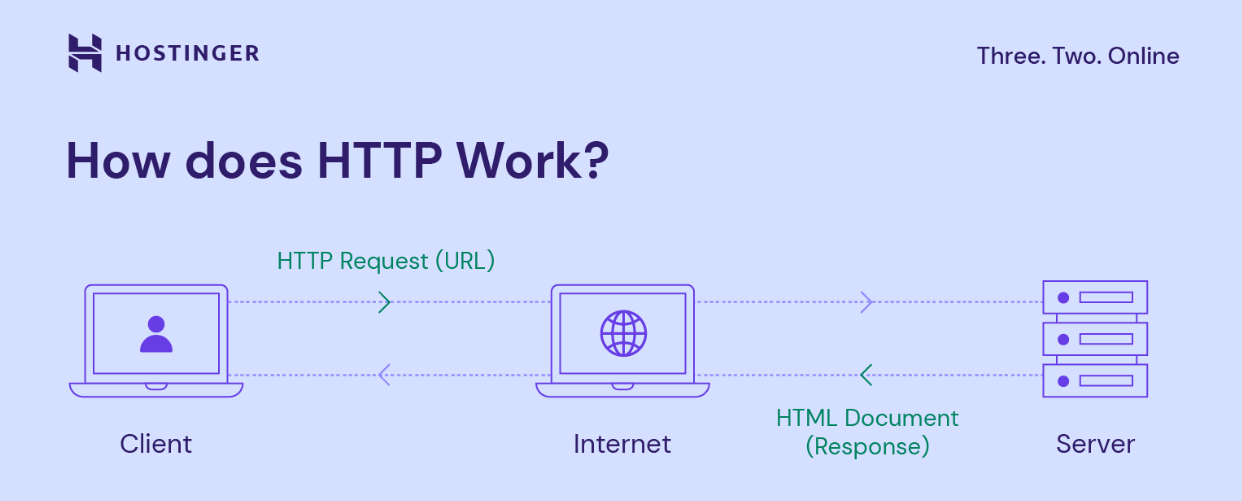 HOSTINGER
Three. Two. Online
How does HTTP Work?
HTTP Request (URL)
HTML Document
(Response)
Client
Internet
Server